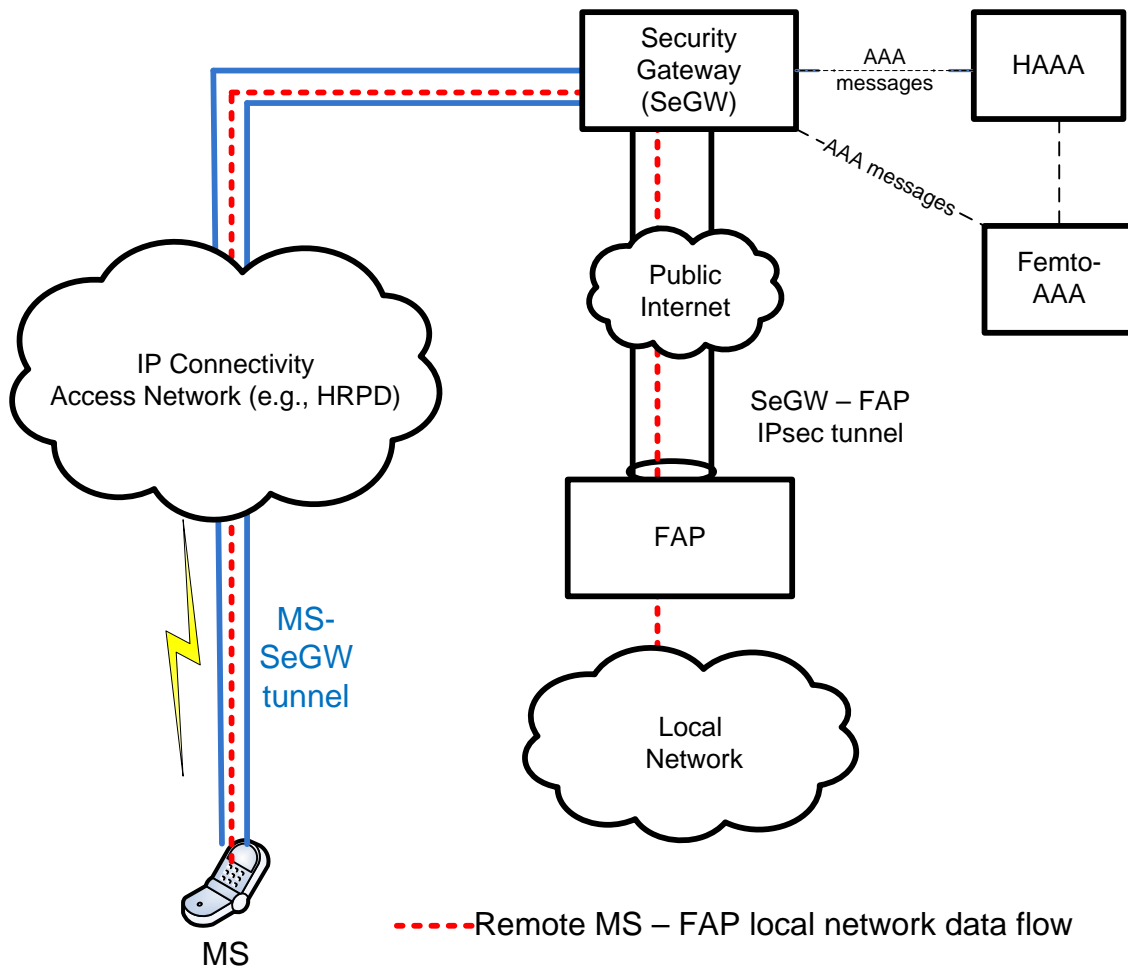 Security
Gateway
(SeGW)
AAA
messages
HAAA
AAA messages
Femto-
AAA
Public
Internet
IP Connectivity
Access Network (e.g., HRPD)
SeGW – FAP
IPsec tunnel
FAP
MS-
SeGW
tunnel
Local
Network
Remote MS – FAP local network data flow
MS